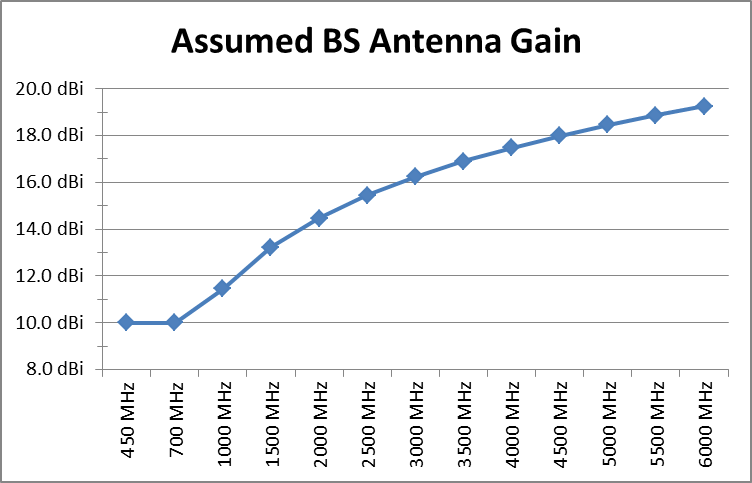 Assumed BS Antenna Gain
20.0 dBi
18.0 dBi
16.0 dBi
14.0 dBi
12.0 dBi
10.0 dBi
8.0 dBi
450 MHz
700 MHz
1000 MHz
1500 MHz
2000 MHz
2500 MHz
3000 MHz
3500 MHz
4000 MHz
4500 MHz
5000 MHz
5500 MHz
6000 MHz